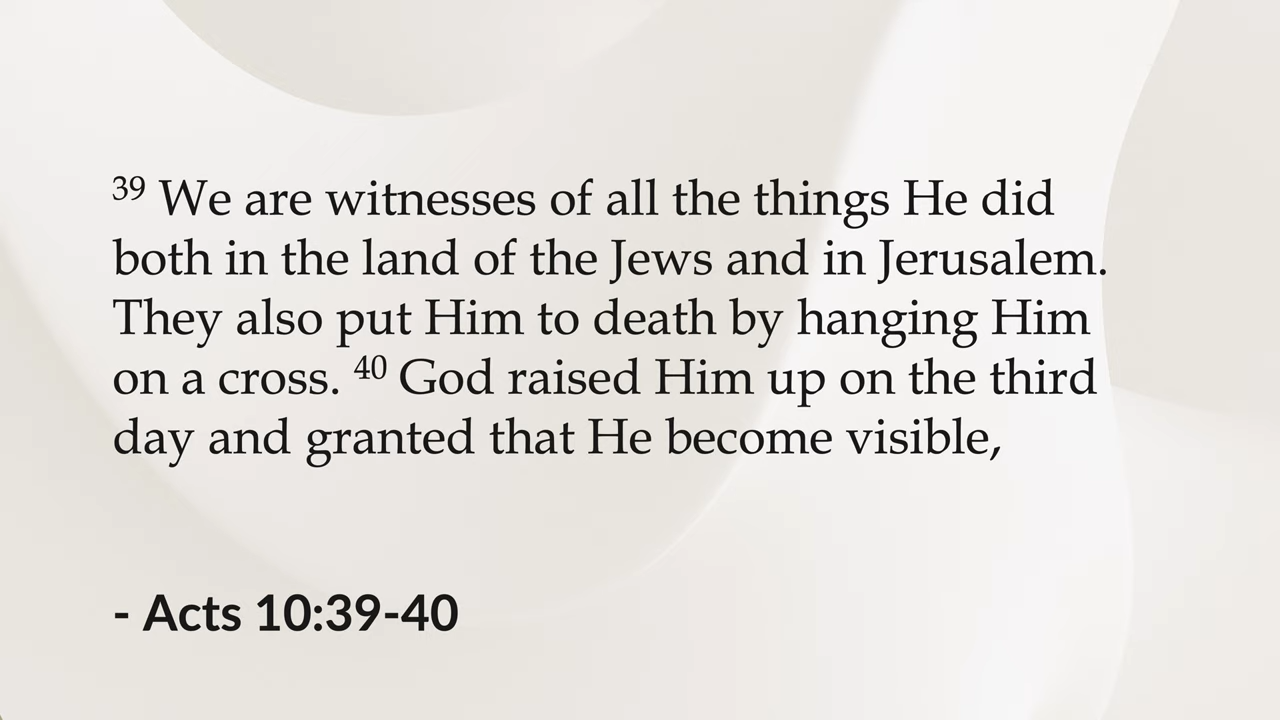 39 We are witnesses of all the things He did
both in the land of the Jews and in Jerusalem.
They also put Him to death by hanging Him
on a cross. 40 God raised Him up on the third
day and granted that He become visible,
- Acts 10:39-40